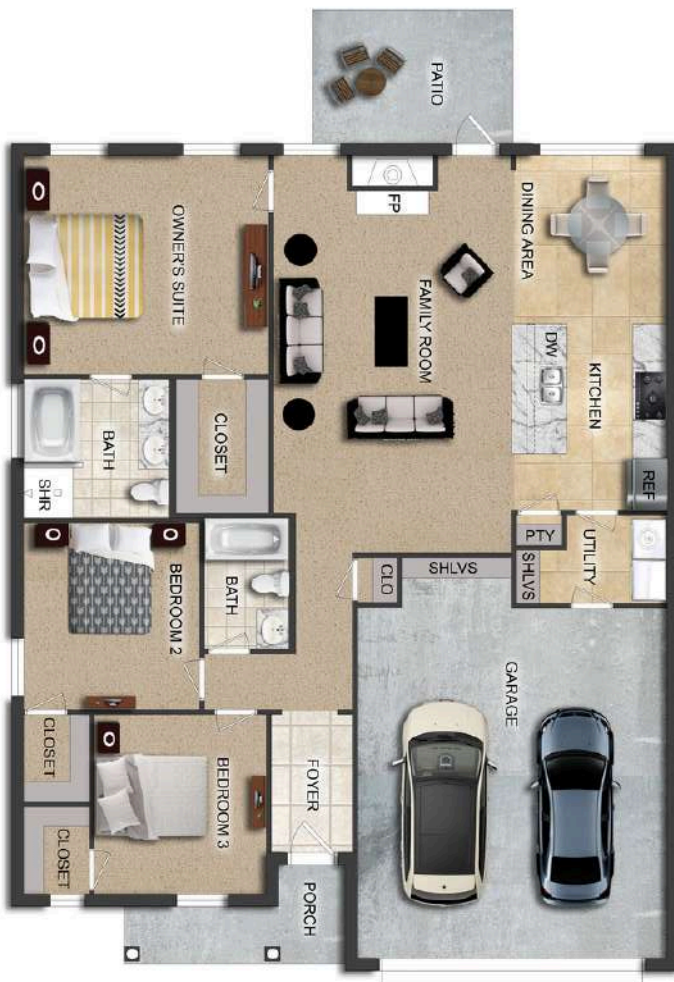 PATIO
OWNER'S SUITE
FP
DINING AREA
FAMILY ROOM
KITCHEN
DW
REF
BATH
CLOSET
SHR
PTY
UTILITY
SHLVS
SHLVS
CLO
BATH
BEDROOM 2
GARAGE
CLOSET
BEDROOM 3
FOYER
CLOSET
PORCH